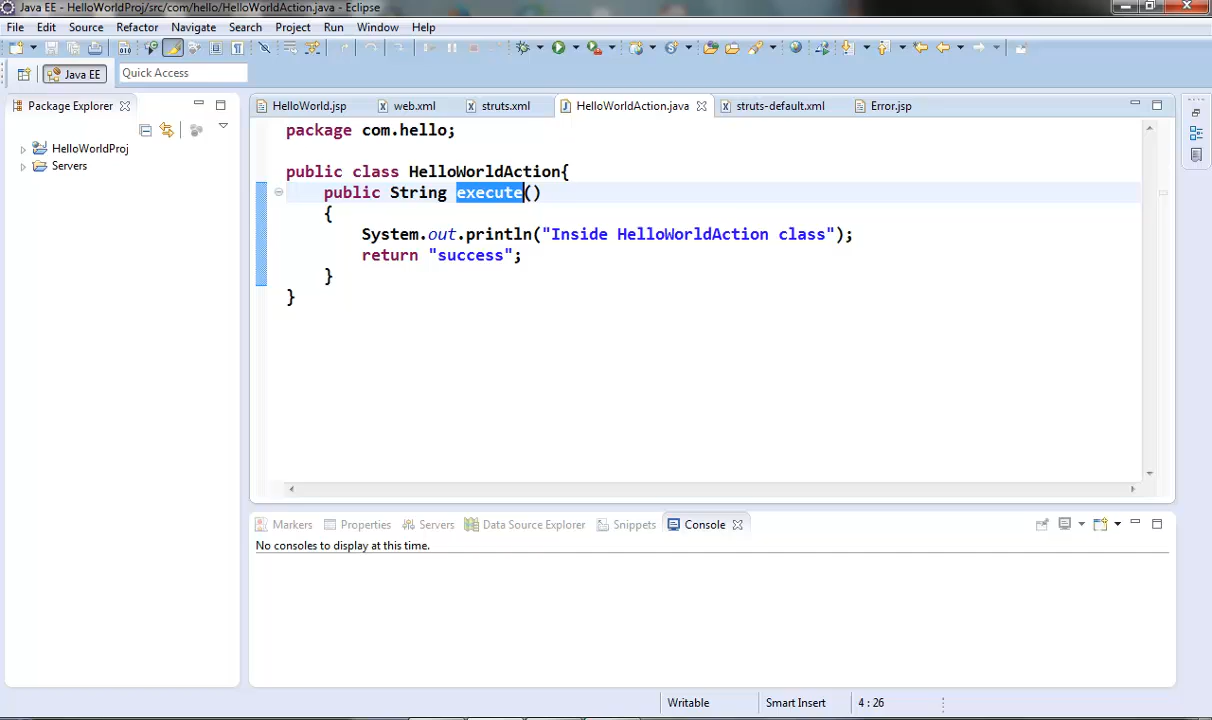 Java EE - HelloWorldProj/src/com/hello/HelloWorldAction.java - Eclipse
File Edit Source Refactor Navigate Search Project Run Window Help
Java EE Quick Access
Package Explorer
HelloWorldProj
Servers
HelloWorld.jsp web.xml struts.xml HelloWorldAction.java struts-default.xml Error.jsp
package com.hello;
public class HelloWorldAction{
public String execute()
{
System.out.println("Inside HelloWorldAction class");
return "success";
}
}
Markers Properties Servers Data Source Explorer Snippets Console
No consoles to display at this time.
Writable Smart Insert 4 : 26